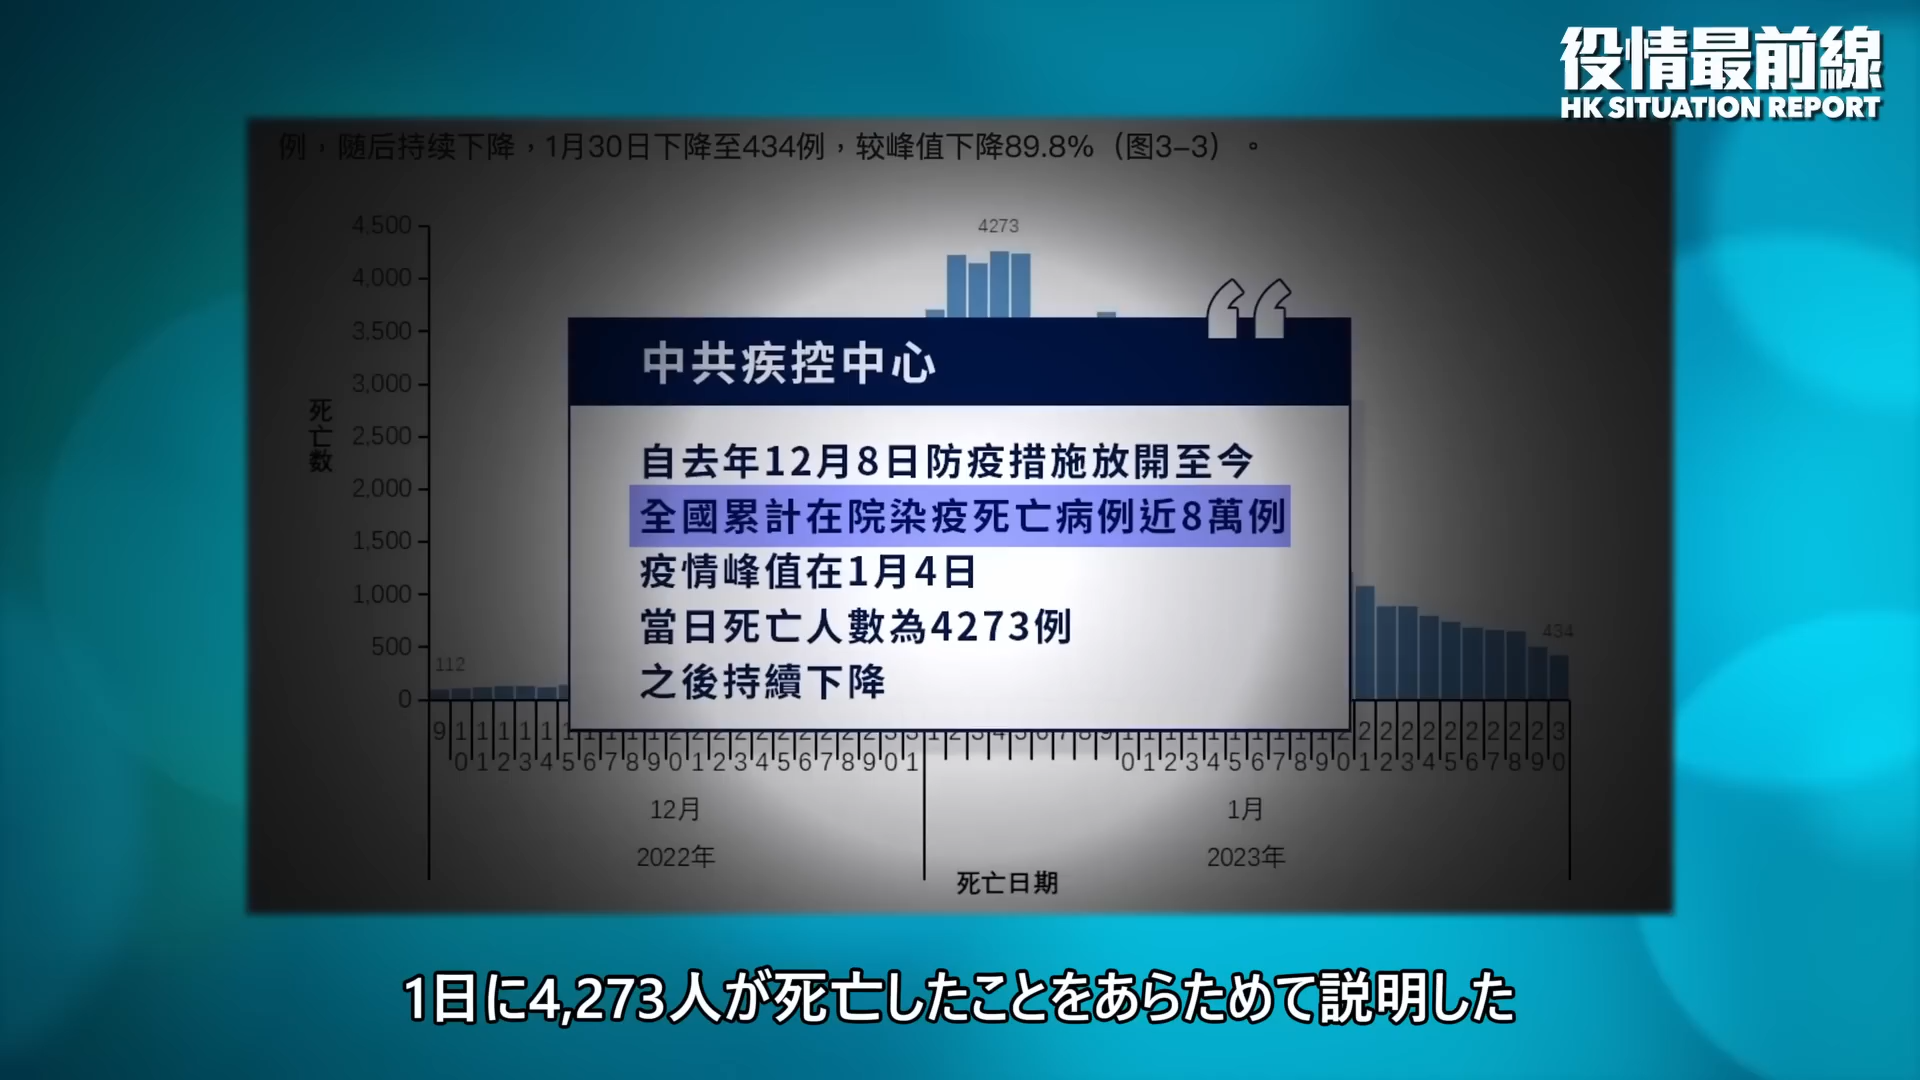 役情最前線
HK SITUATION REPORT
例，随后持续下降，1月30日下降至434例，较峰值下降89.8%（图3–3）。
4273
4,500
4,000
3,500
3,000
2,500
2,000
1,500
1,000
500
0
死亡数
112
434
中共疾控中心
自去年12月8日防疫措施放開至今
全國累計在院染疫死亡病例近8萬例
疫情峰值在1月4日
當日死亡人數為4273例
之後持續下降
12月
1月
2022年
2023年
死亡日期
1日に4,273人が死亡したことをあらためて説明した